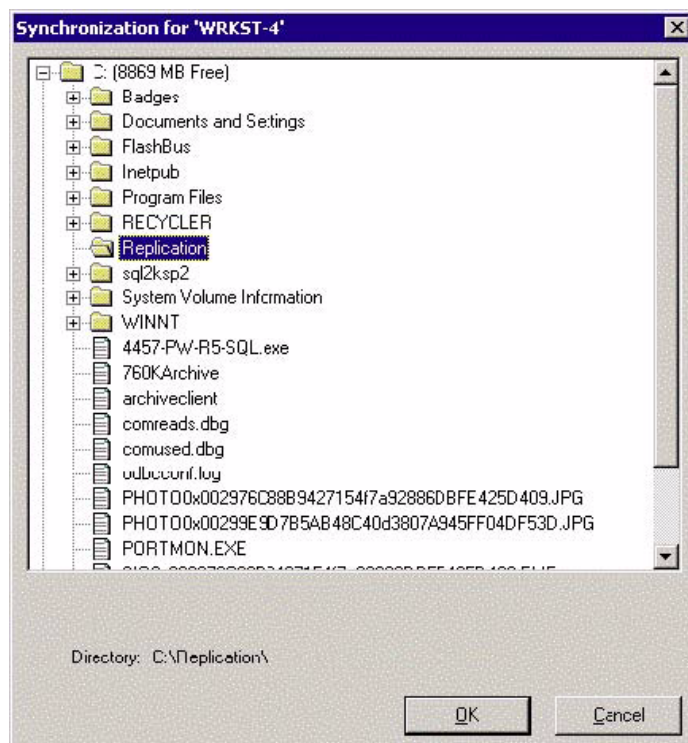 Synchronization for 'WRKST-4'
C: (8869 MB Free)
Badges
Documents and Settings
FlashBus
Inetpub
Program Files
RECYCLER
Replication
sql2ksp2
System Volume Information
WINNT
4457-PW-R5-SQL.exe
760KArchive
archiveclient
comreads.dbg
comused.dbg
odbcconf.log
PHOTO0x002976C88B9427154f7a92886DBFE425D409.JPG
PHOTO0x00299E9D7B5AB48C40d3807A945FF04DF53D.JPG
PORTMON.EXE
Directory: C:\Replication\
OK Cancel